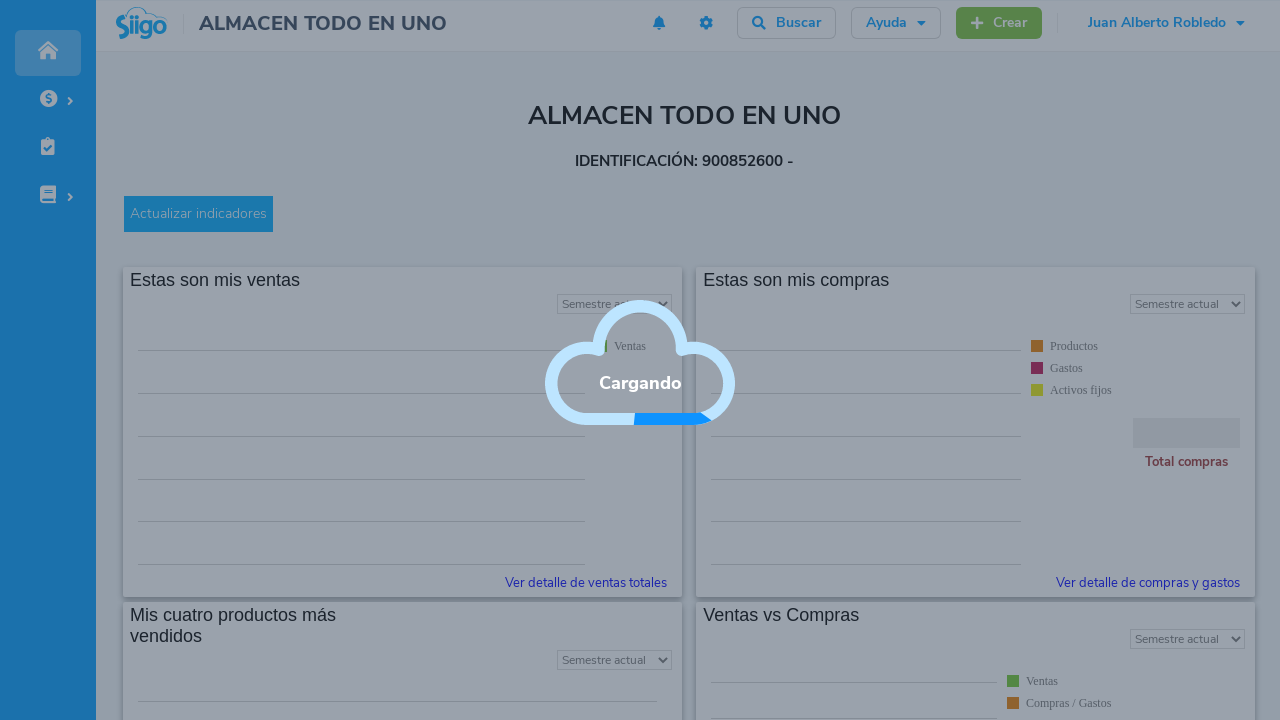 Siigo
ALMACEN TODO EN UNO
Buscar
Ayuda
Crear
Juan Alberto Robledo
ALMACEN TODO EN UNO
IDENTIFICACIÓN: 900852600 -
Actualizar indicadores
Estas son mis ventas
Semestre actual
Ventas
Ver detalle de ventas totales
Estas son mis compras
Semestre actual
Productos
Gastos
Activos fijos
Total compras
Ver detalle de compras y gastos
Cargando
Mis cuatro productos más
vendidos
Semestre actual
Ventas vs Compras
Semestre actual
Ventas
Compras / Gastos